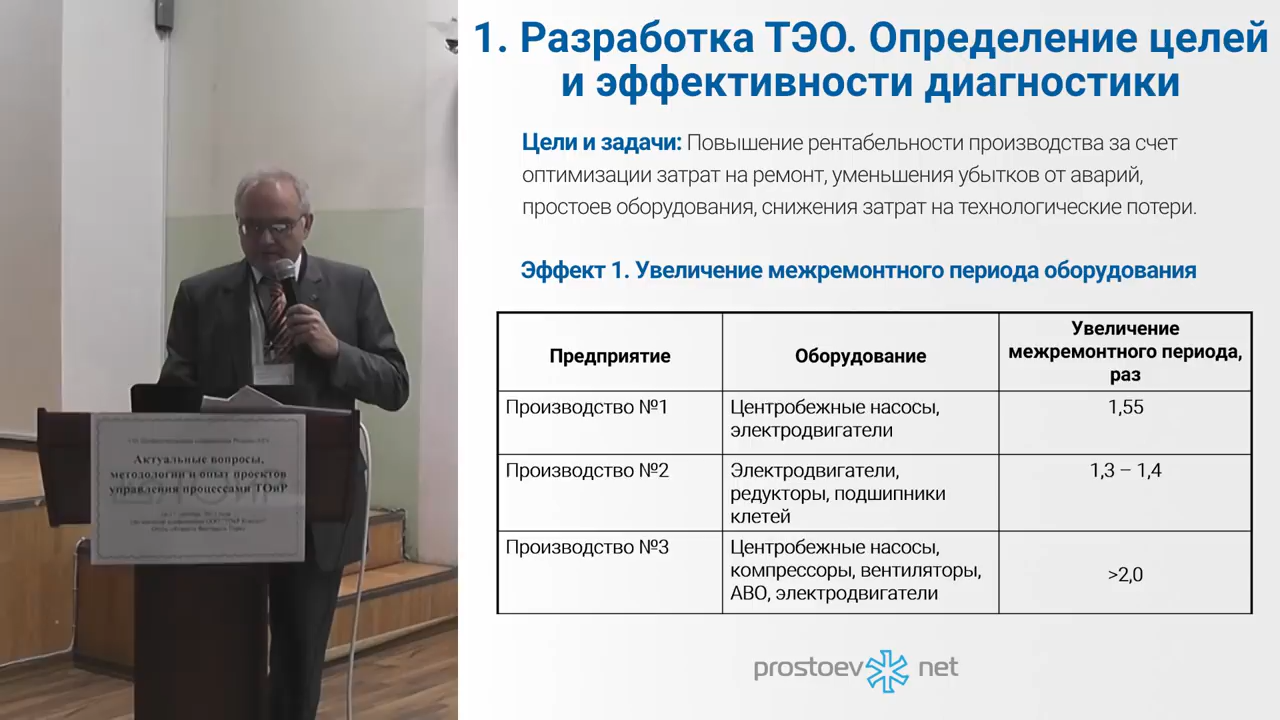 1. Разработка ТЭО. Определение целей
и эффективности диагностики
Цели и задачи: Повышение рентабельности производства за счет
оптимизации затрат на ремонт, уменьшения убытков от аварий,
простоев оборудования, снижения затрат на технологические потери.
Эффект 1. Увеличение межремонтного периода оборудования
Предприятие
Оборудование
Увеличение
межремонтного периода,
раз
Производство №1
Центробежные насосы,
электродвигатели
1,55
Производство №2
Электродвигатели,
редукторы, подшипники
клетей
1,3 – 1,4
Производство №3
Центробежные насосы,
компрессоры, вентиляторы,
АВО, электродвигатели
>2,0
prostoev net
Актуальные вопросы,
методологии и опыт проектов
управления процессами ТОиР